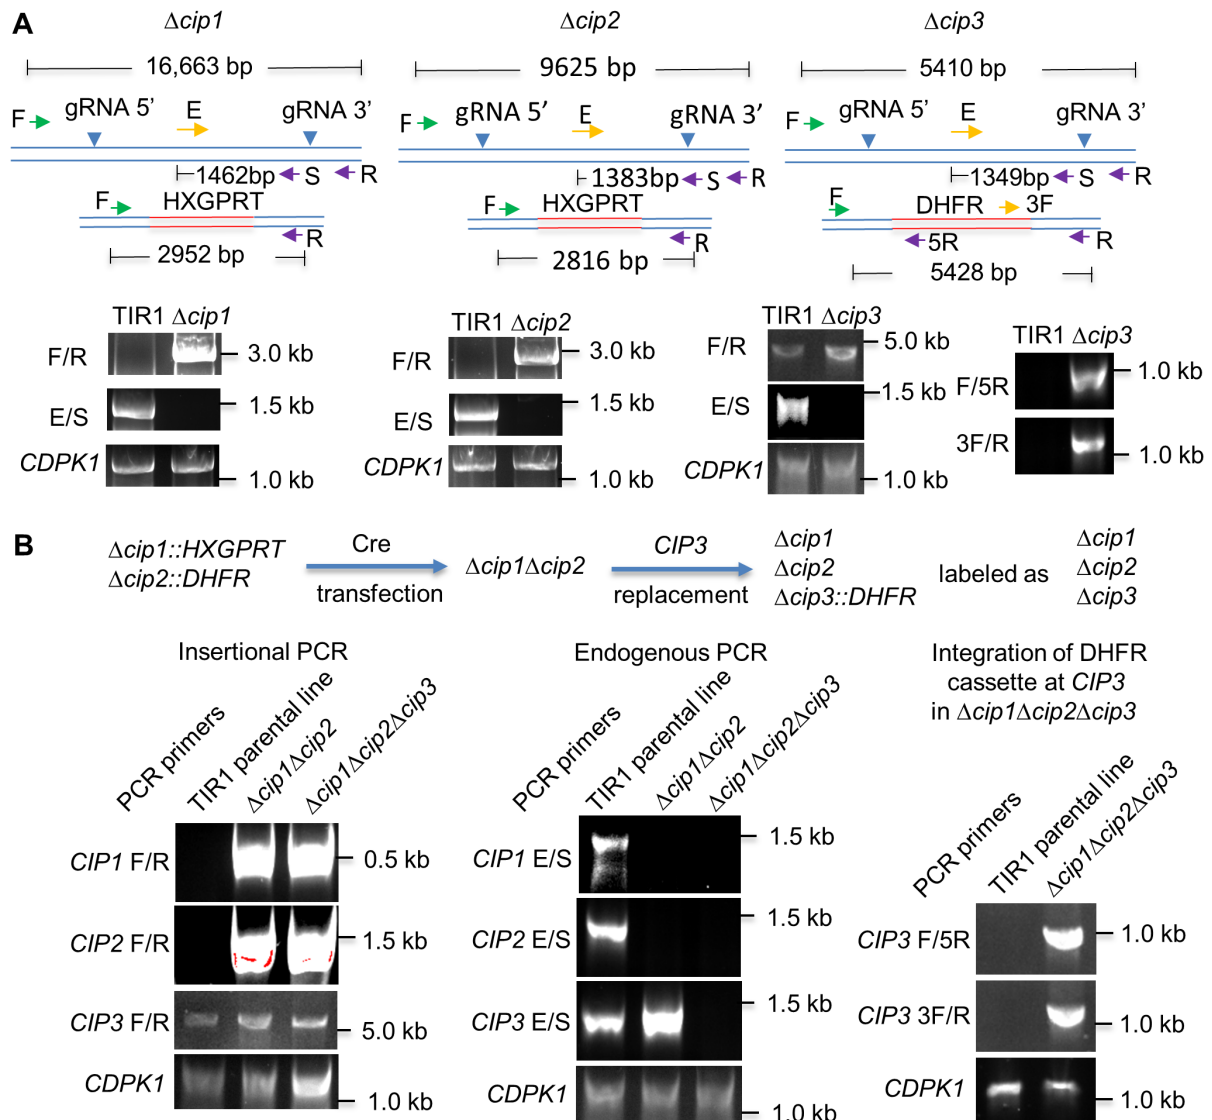 A
Δcip1
Δcip2
Δcip3
16,663 bp
9625 bp
5410 bp
F
gRNA 5’
E
gRNA 3’
F
gRNA 5’
E
gRNA 3’
F
gRNA 5’
E
gRNA 3’
1462bp
S
R
1383bp
S
R
1349bp
S
R
F
HXGPRT
R
2952 bp
F
HXGPRT
R
2816 bp
F
DHFR
3F
5R
R
5428 bp
TIR1 Δcip1
F/R
3.0 kb
E/S
1.5 kb
CDPK1
1.0 kb
TIR1 Δcip2
F/R
3.0 kb
E/S
1.5 kb
CDPK1
1.0 kb
TIR1 Δcip3
F/R
5.0 kb
E/S
1.5 kb
CDPK1
1.0 kb
TIR1 Δcip3
F/5R
1.0 kb
3F/R
1.0 kb
B
Δcip1::HXGPRT
Δcip2::DHFR
Cre
transfection
Δcip1Δcip2
CIP3
replacement
Δcip1
Δcip2
Δcip3::DHFR
labeled as
Δcip1
Δcip2
Δcip3
Insertional PCR
PCR primers
TIR1 parental line
Δcip1Δcip2
Δcip1Δcip2Δcip3
CIP1 F/R
0.5 kb
CIP2 F/R
1.5 kb
CIP3 F/R
5.0 kb
CDPK1
1.0 kb
Endogenous PCR
PCR primers
TIR1 parental line
Δcip1Δcip2
Δcip1Δcip2Δcip3
CIP1 E/S
1.5 kb
CIP2 E/S
1.5 kb
CIP3 E/S
1.5 kb
CDPK1
1.0 kb
Integration of DHFR
cassette at CIP3
in Δcip1Δcip2Δcip3
PCR primers
TIR1 parental line
Δcip1Δcip2Δcip3
CIP3 F/5R
1.0 kb
CIP3 3F/R
1.0 kb
CDPK1
1.0 kb